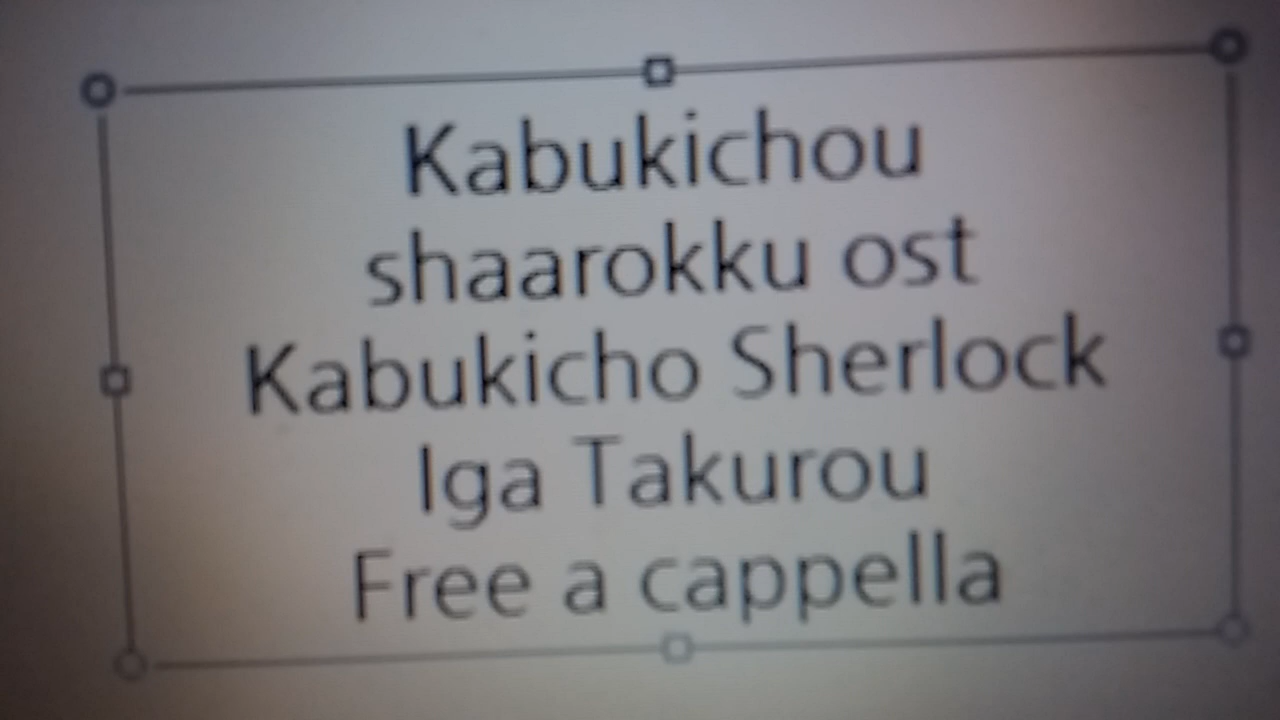 Kabukichou
shaarokku ost
Kabukicho Sherlock
Iga Takurou
Free a cappella